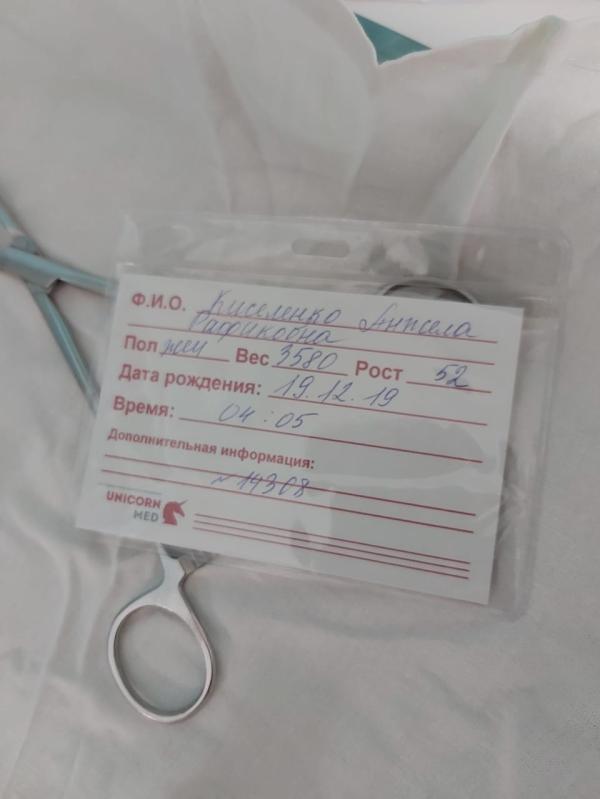 Ф.И.О. Киселенко Анжела
Рафиковна
Пол жен Вес 3580 Рост 52
Дата рождения: 19.12.19
Время: 04:05
Дополнительная информация:
№ 14308
UNICORN
MED